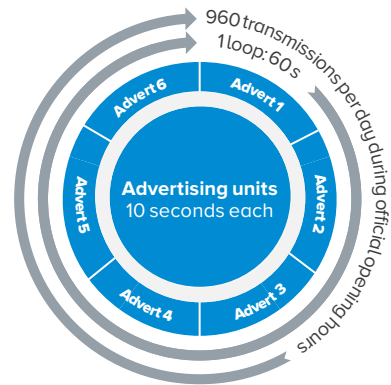 960 transmissions per day during official opening hours
1 loop: 60 s
Advert 1
Advert 2
Advert 3
Advert 4
Advert 5
Advert 6
Advertising units
10 seconds each